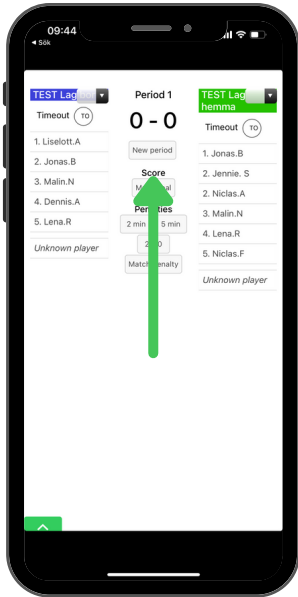 09:44
◀ Sök
TEST Lag
Timeout TO
1. Liselott.A
2. Jonas.B
3. Malin.N
4. Dennis.A
5. Lena.R
Unknown player
Period 1
0 - 0
New period
Score
Penalties
2 min
5 min
Match penalty
TEST Lag
hemma
Timeout TO
1. Jonas.B
2. Jennie. S
2. Niclas.A
3. Malin.N
4. Lena.R
5. Niclas.F
Unknown player